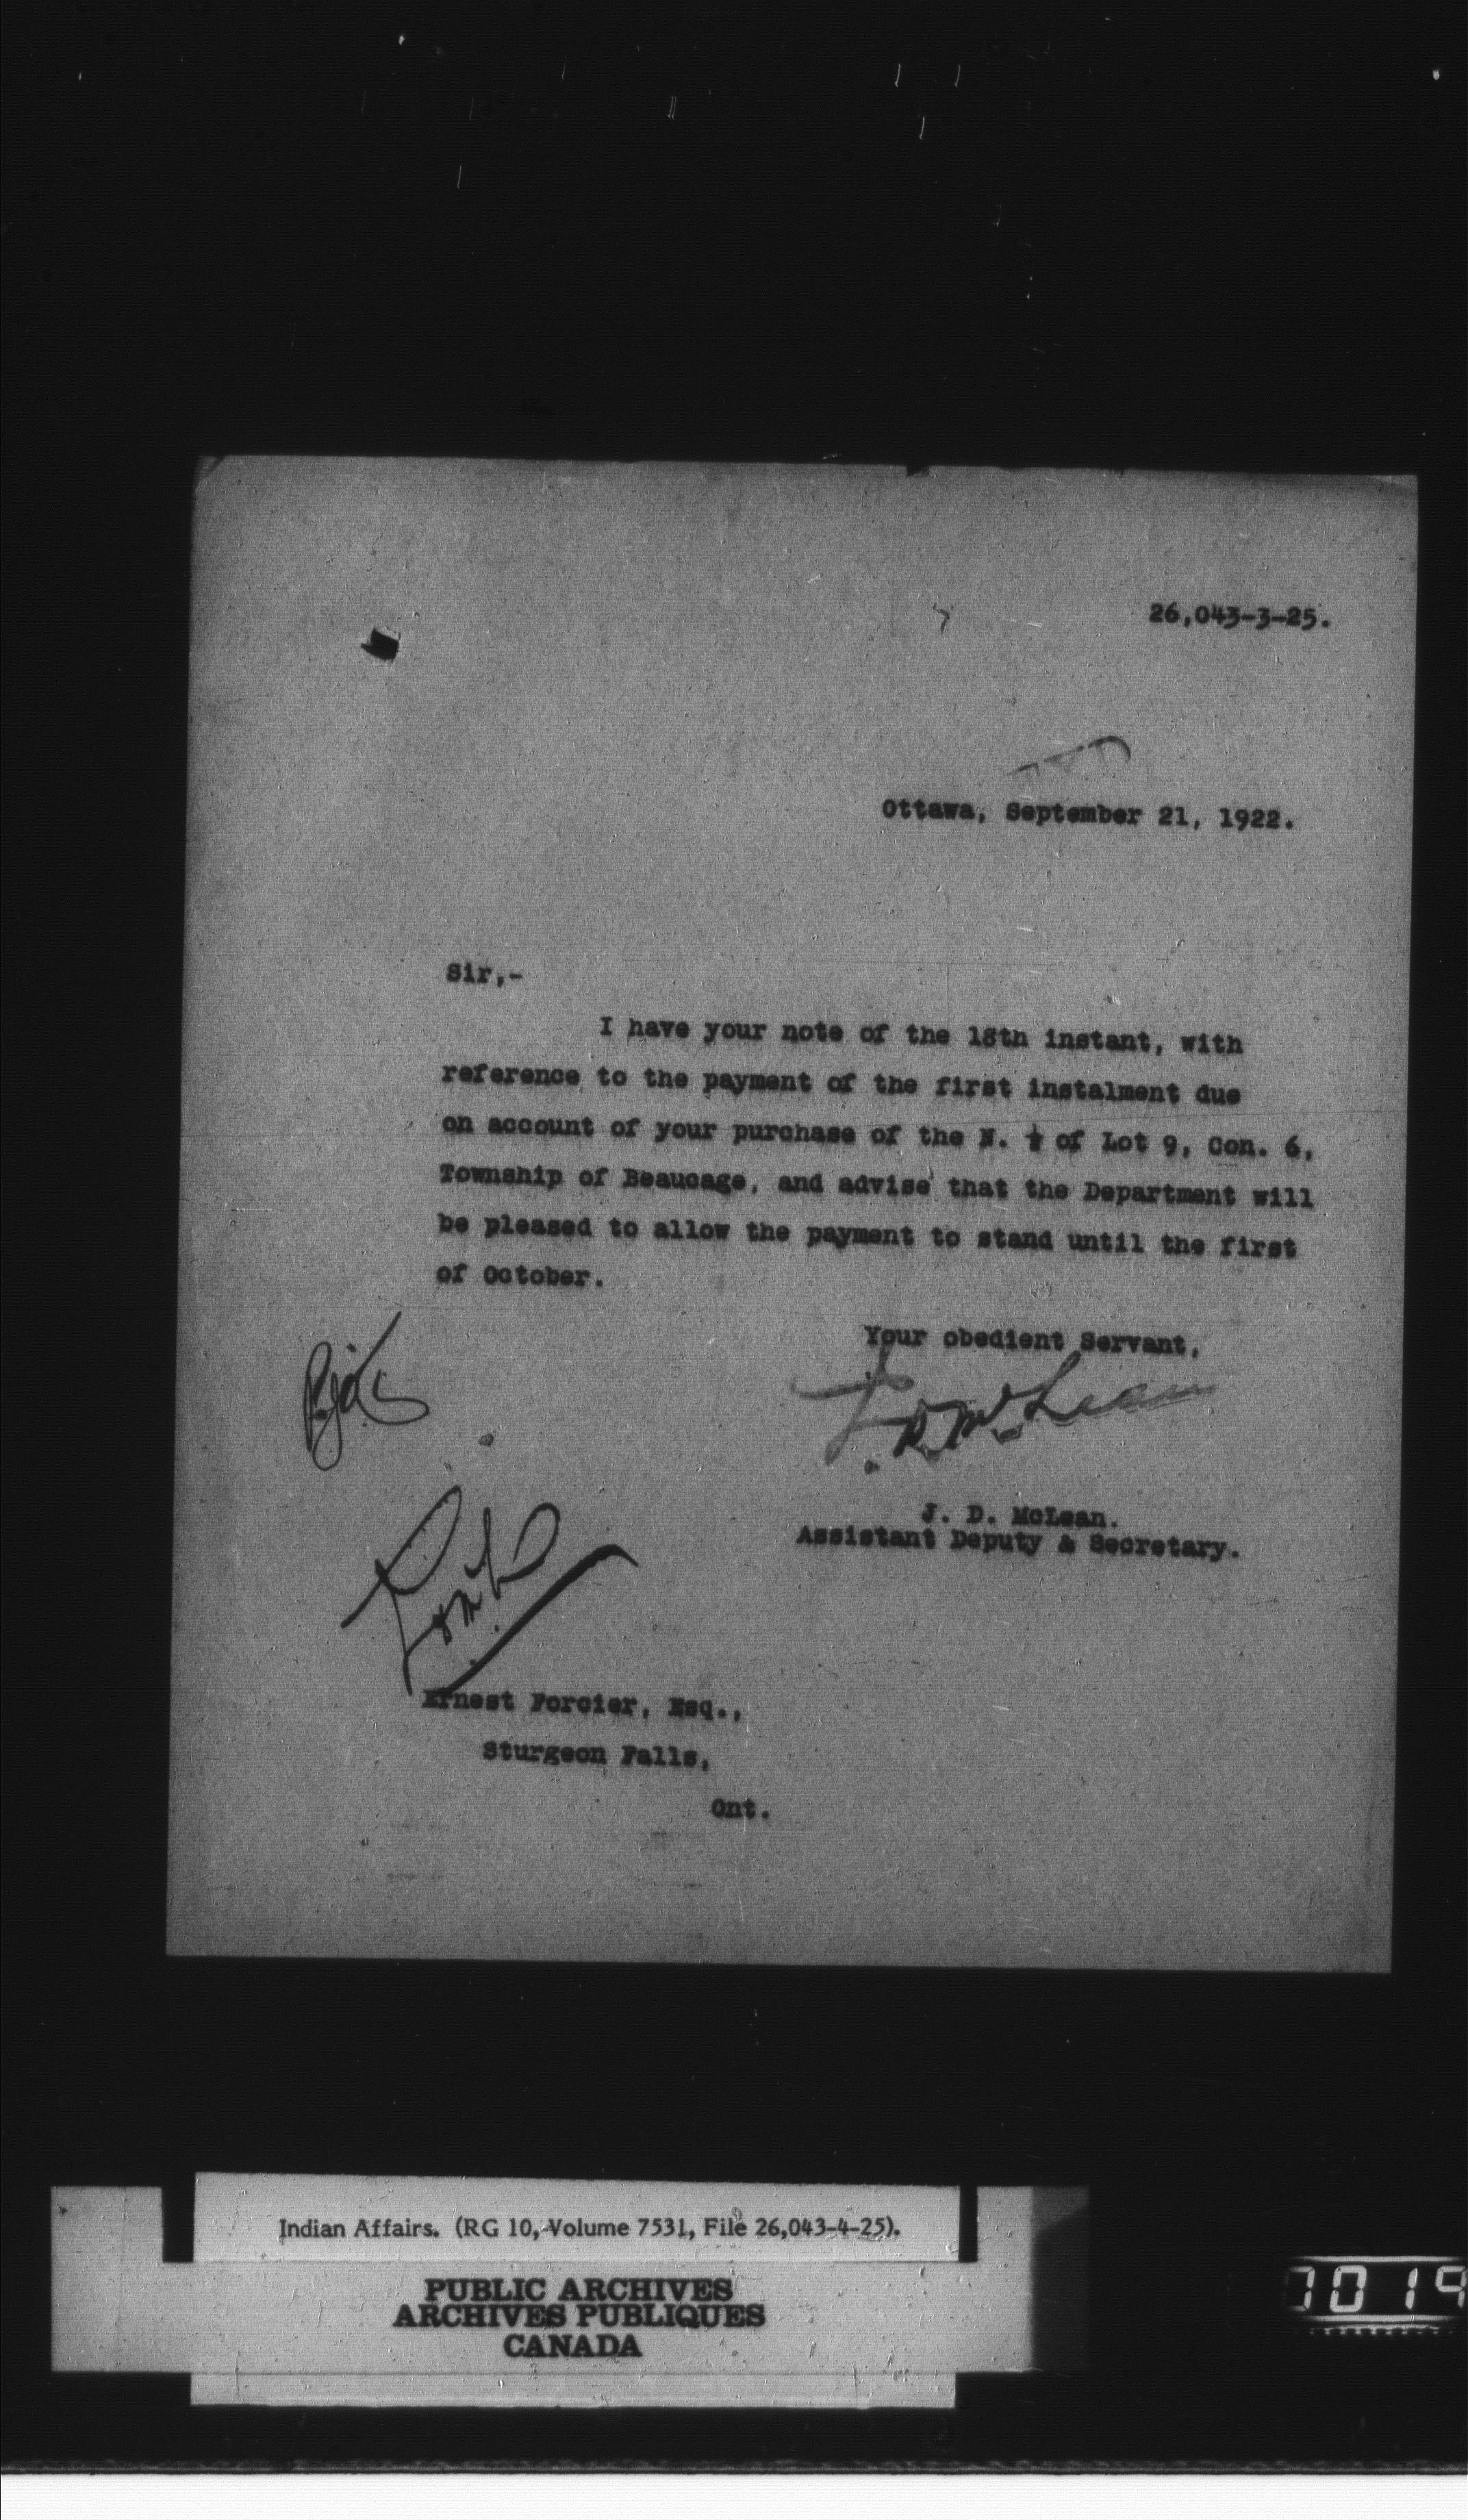 26,043-3-25.
Ottawa, September 21, 1922.
Sir,-
I have your note of the 18th instant, with
reference to the payment of the first instalment due
on account of your purchase of the N. ½ of Lot 9, Con. 6,
Township of Beaucage, and advise that the Department will
be pleased to allow the payment to stand until the first
of October.
Your obedient Servant,
J. D. McLean
J. D. McLean.
Assistant Deputy & Secretary.
Ernest Forcier, Esq.,
Sturgeon Falls,
Ont.
Indian Affairs. (RG 10, Volume 7531, File 26,043-4-25).
PUBLIC ARCHIVES
ARCHIVES PUBLIQUES
CANADA
7019